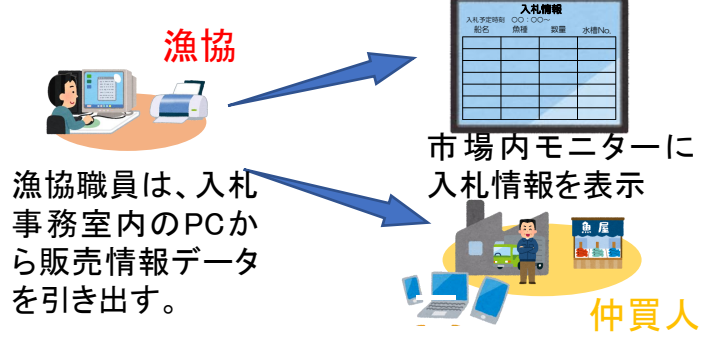 漁協
漁協職員は、入札
事務室内のPCか
ら販売情報データ
を引き出す。
入札情報
入札予定時刻 〇〇:〇〇~
船名 魚種 数量 水槽No.
市場内モニターに
入札情報を表示
魚屋
仲買人